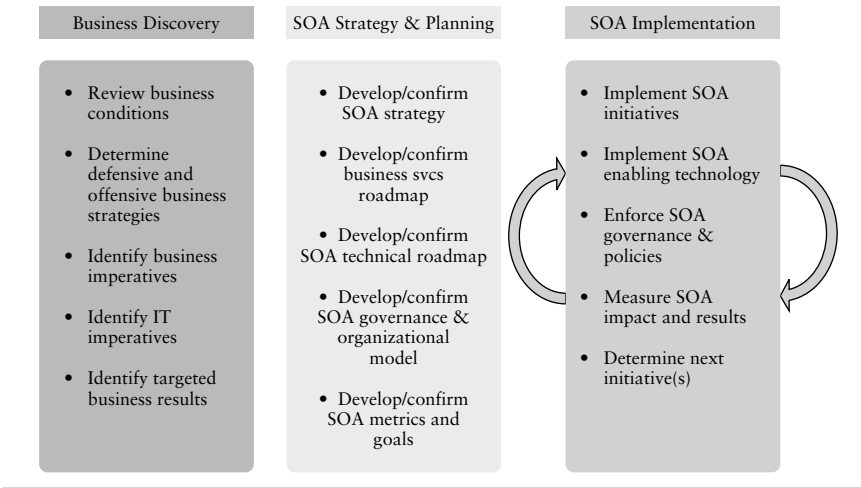 Business Discovery
SOA Strategy & Planning
SOA Implementation
• Review business
conditions
• Determine
defensive and
offensive business
strategies
• Identify business
imperatives
• Identify IT
imperatives
• Identify targeted
business results
• Develop/confirm
SOA strategy
• Develop/confirm
business svcs
roadmap
• Develop/confirm
SOA technical roadmap
• Develop/confirm
SOA governance &
organizational
model
• Develop/confirm
SOA metrics and
goals
• Implement SOA
initiatives
• Implement SOA
enabling technology
• Enforce SOA
governance &
policies
• Measure SOA
impact and results
• Determine next
initiative(s)